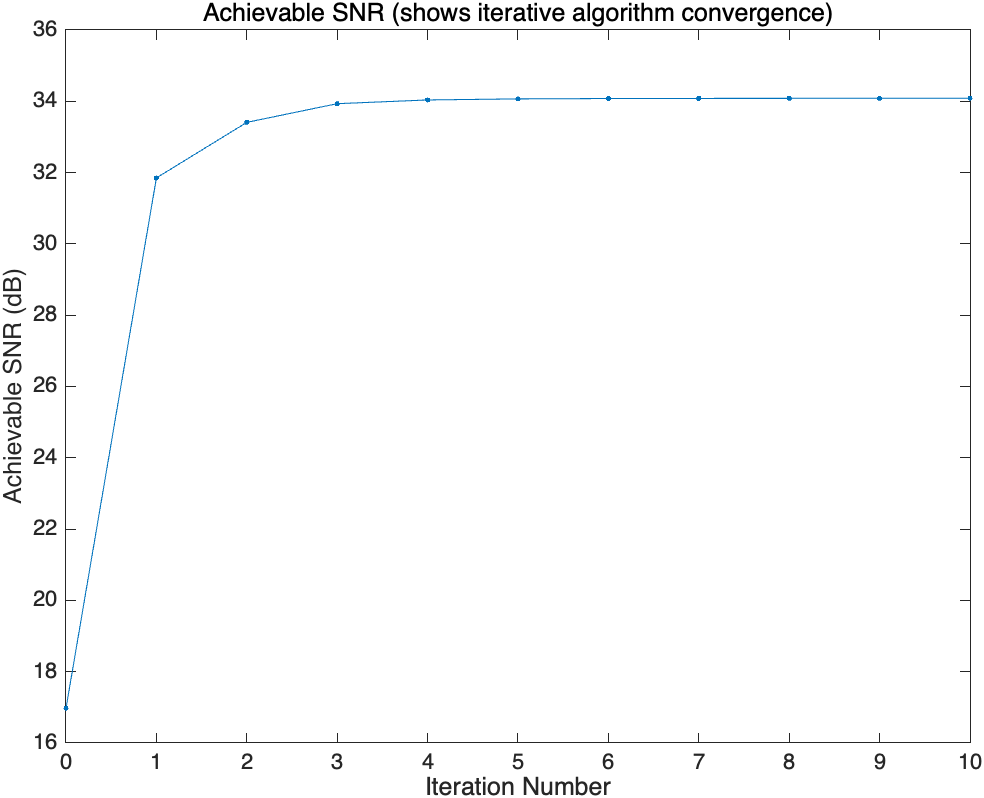 Achievable SNR (shows iterative algorithm convergence)
36
34
32
30
28
26
24
22
20
18
16
Achievable SNR (dB)
0 1 2 3 4 5 6 7 8 9 10
Iteration Number